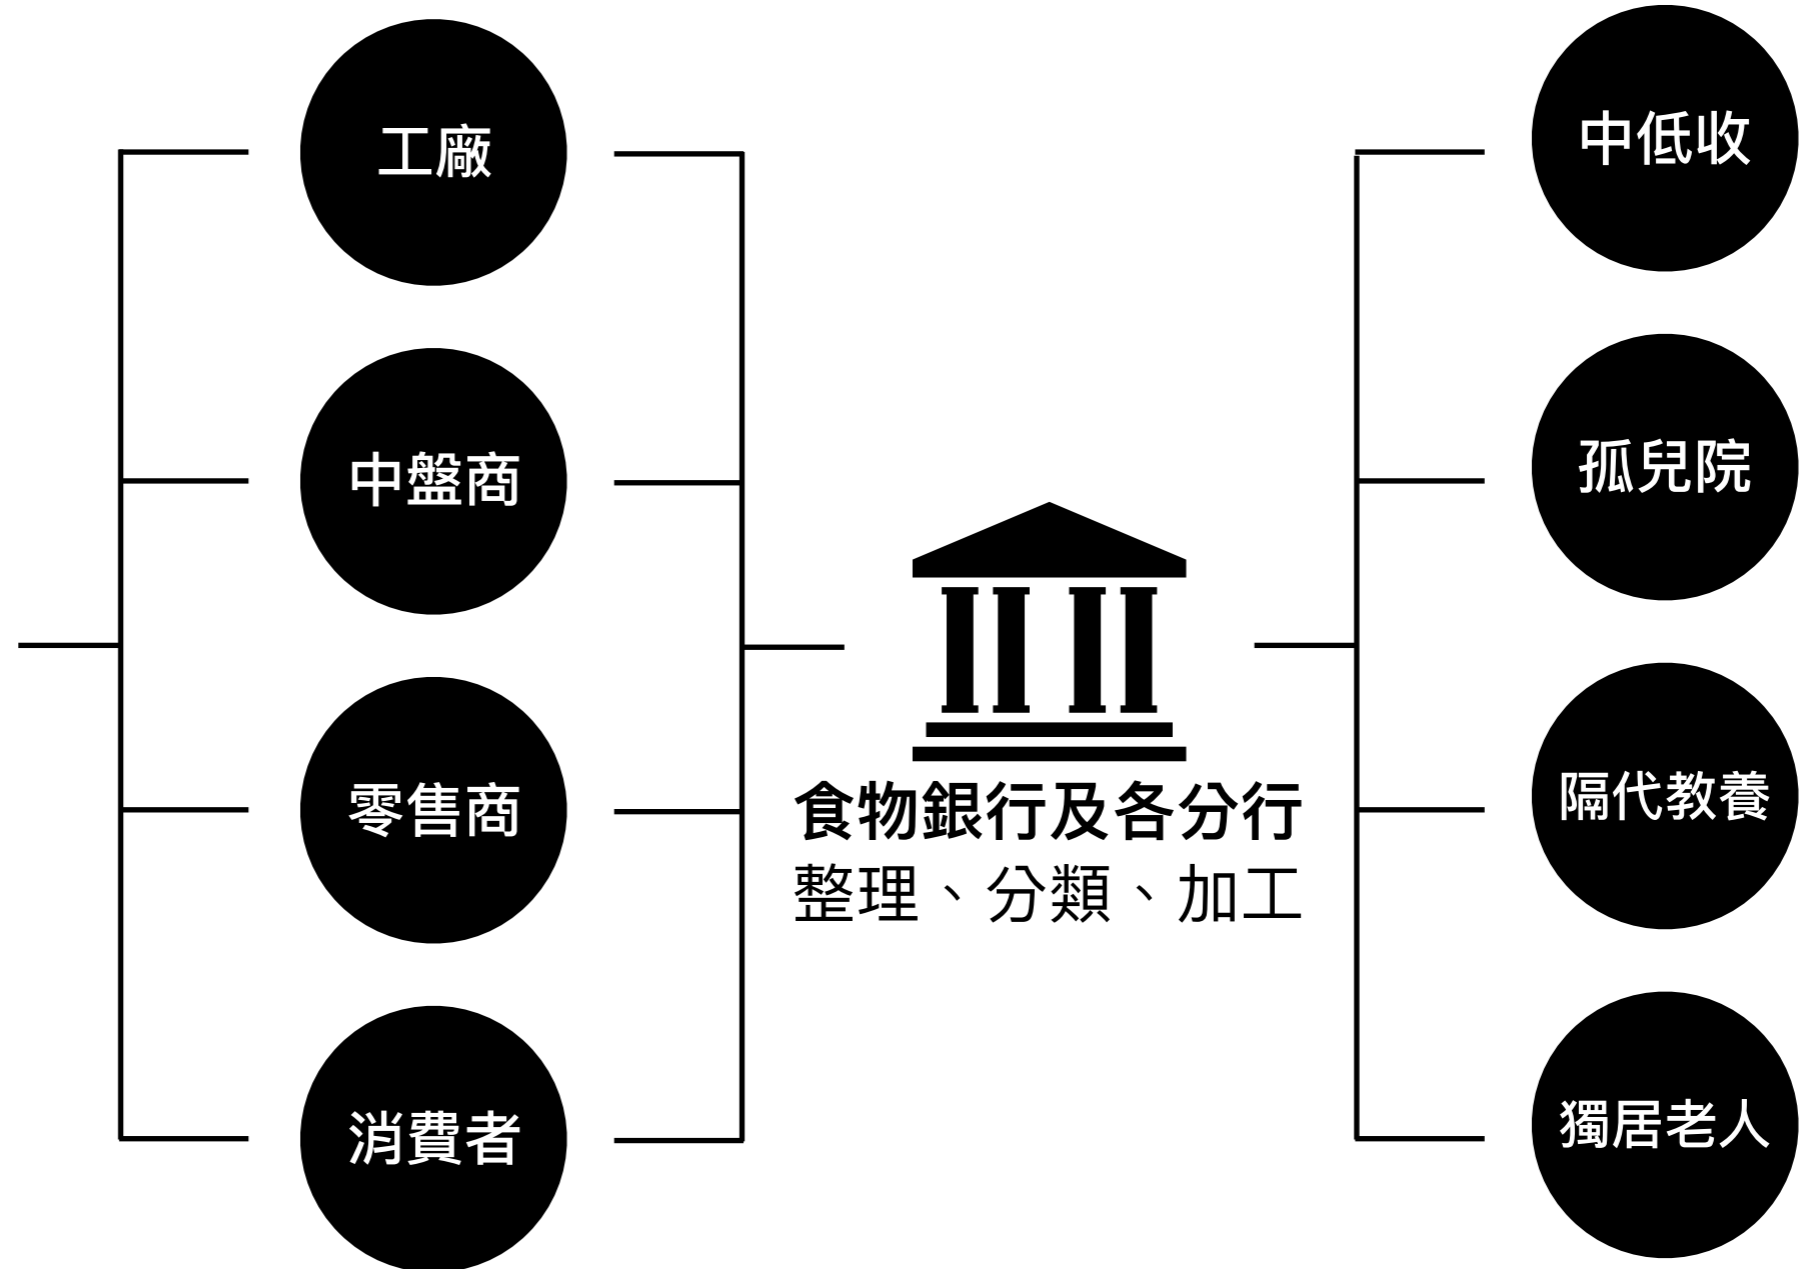 工廠
中盤商
零售商
消費者
食物銀行及各分行
整理、分類、加工
中低收
孤兒院
隔代教養
獨居老人